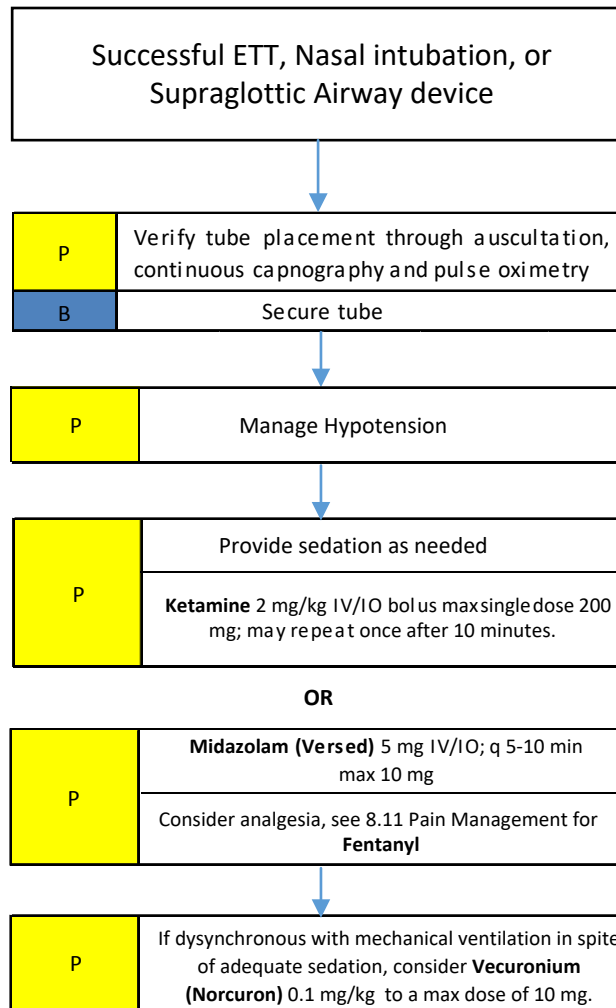 Successful ETT, Nasal intubation, or
Supraglottic Airway device
P
Verify tube placement through auscultation,
continuous capnography and pulse oximetry
B
Secure tube
P
Manage Hypotension
P
Provide sedation as needed
Ketamine 2 mg/kg IV/IO bolus max single dose 200
mg; may repeat once after 10 minutes.
OR
P
Midazolam (Versed) 5 mg IV/IO; q 5-10 min
max 10 mg
Consider analgesia, see 8.11 Pain Management for
Fentanyl
P
If dysynchronous with mechanical ventilation in spite
of adequate sedation, consider Vecuronium
(Norcuron) 0.1 mg/kg to a max dose of 10 mg.